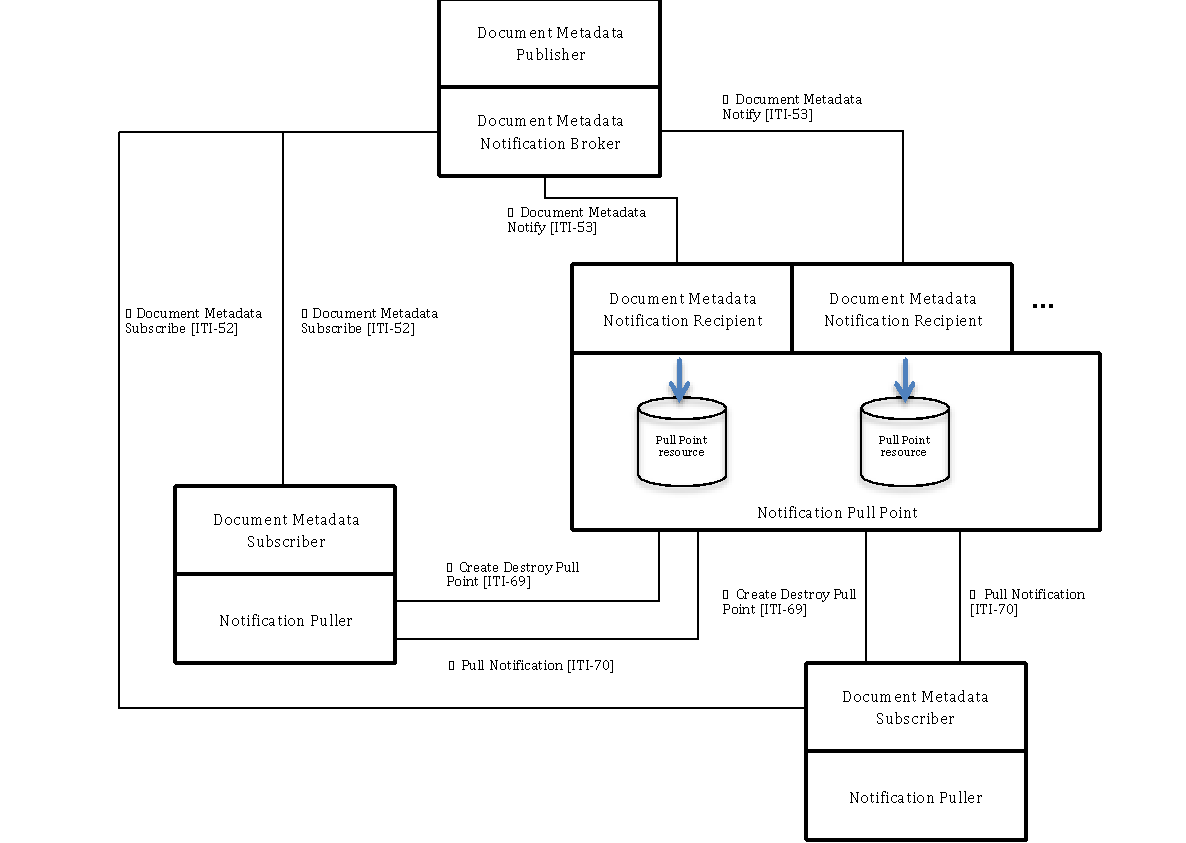 Document Metadata
Publisher
Document Metadata
Notification Broker
Document Metadata
Notify [ITI-53]
Document Metadata
Notify [ITI-53]
Document Metadata
Subscribe [ITI-52]
Document Metadata
Subscribe [ITI-52]
Document Metadata
Notification Recipient
Document Metadata
Notification Recipient
...
Pull Point
resource
Pull Point
resource
Notification Pull Point
Document Metadata
Subscriber
Notification Puller
Create Destroy Pull
Point [ITI-69]
Pull Notification [ITI-70]
Create Destroy Pull
Point [ITI-69]
Pull Notification
[ITI-70]
Document Metadata
Subscriber
Notification Puller